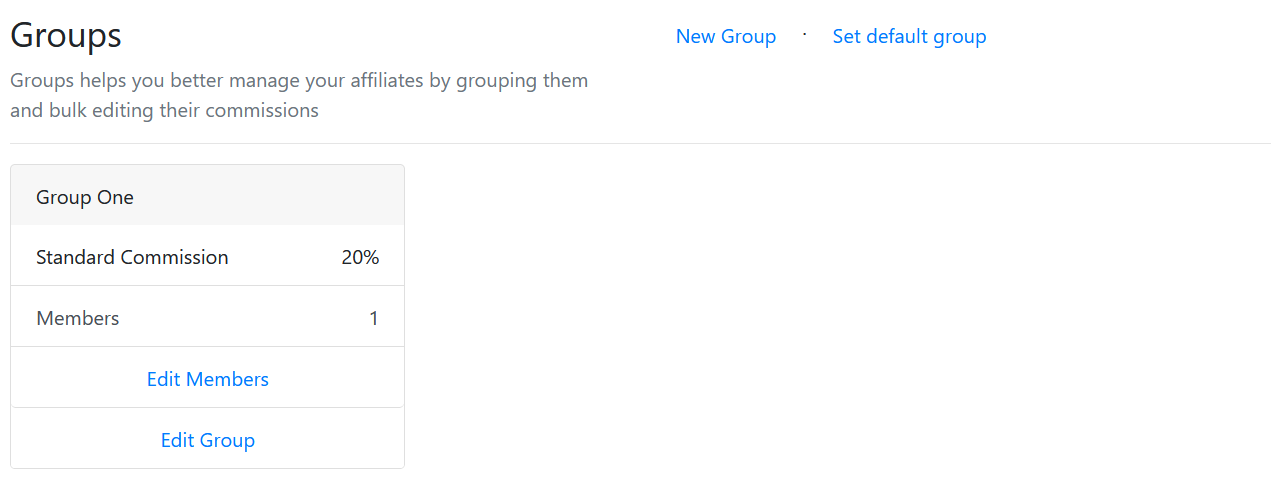 Groups
New Group · Set default group
Groups helps you better manage your affiliates by grouping them
and bulk editing their commissions
Group One
Standard Commission 20%
Members 1
Edit Members
Edit Group